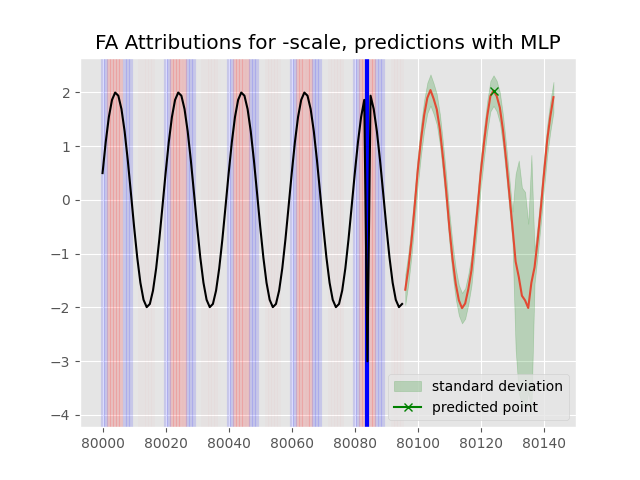 FA Attributions for -scale, predictions with MLP
2
1
0
−1
−2
−3
−4
standard deviation
predicted point
80000 80020 80040 80060 80080 80100 80120 80140